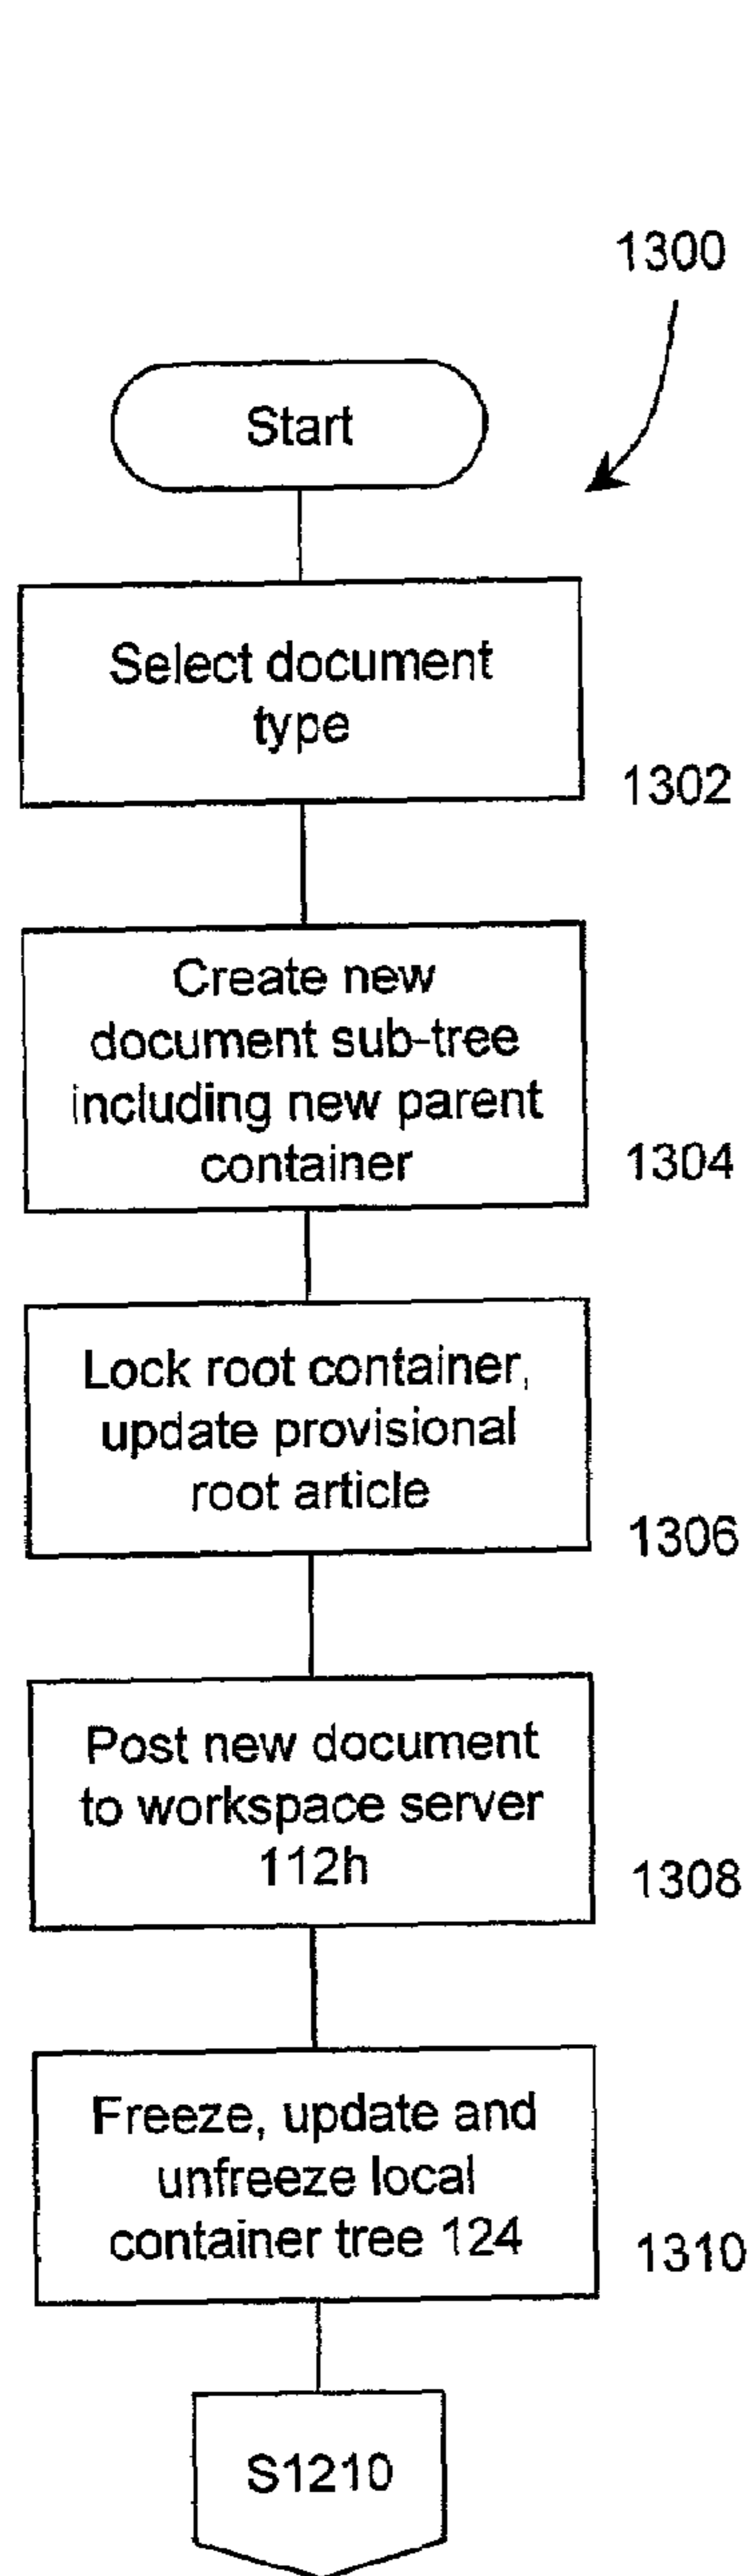 1300
Start
Select document
type
1302
Create new
document sub-tree
including new parent
container
1304
Lock root container,
update provisional
root article
1306
Post new document
to workspace server
112h
1308
Freeze, update and
unfreeze local
container tree 124
1310
S1210